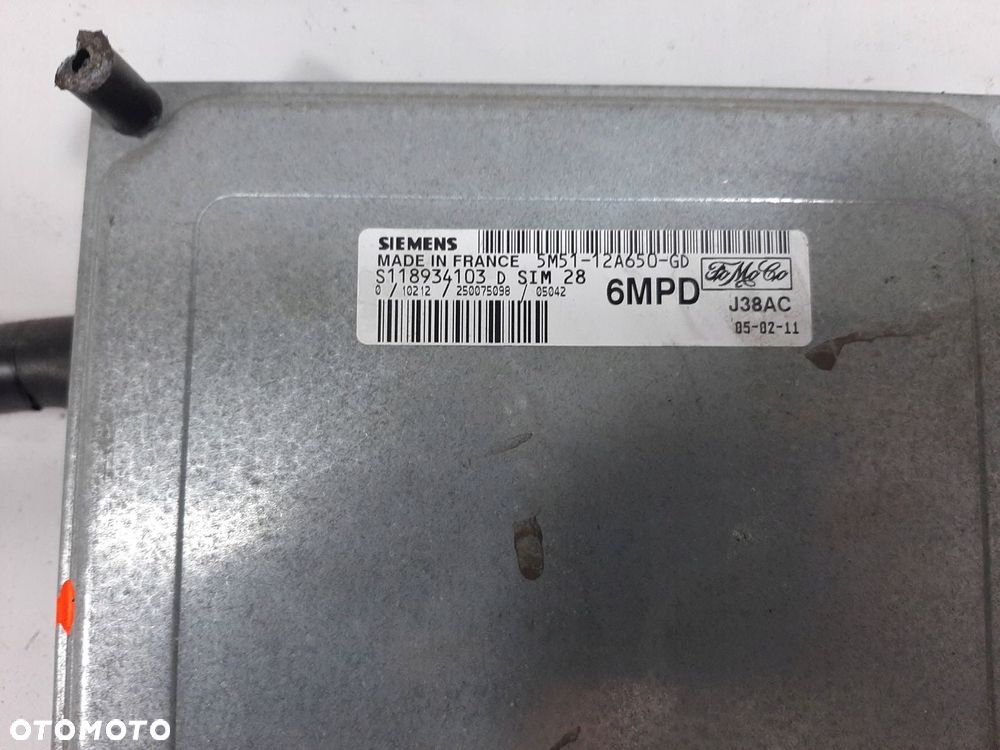 SIEMENS
MADE IN FRANCE 5M51-12A650-GD
S118934103 D SIM 28
0 / 10212 / 250075098 / 05042
6MPD
FoMoCo
J38AC
05-02-11
OTOMOTO